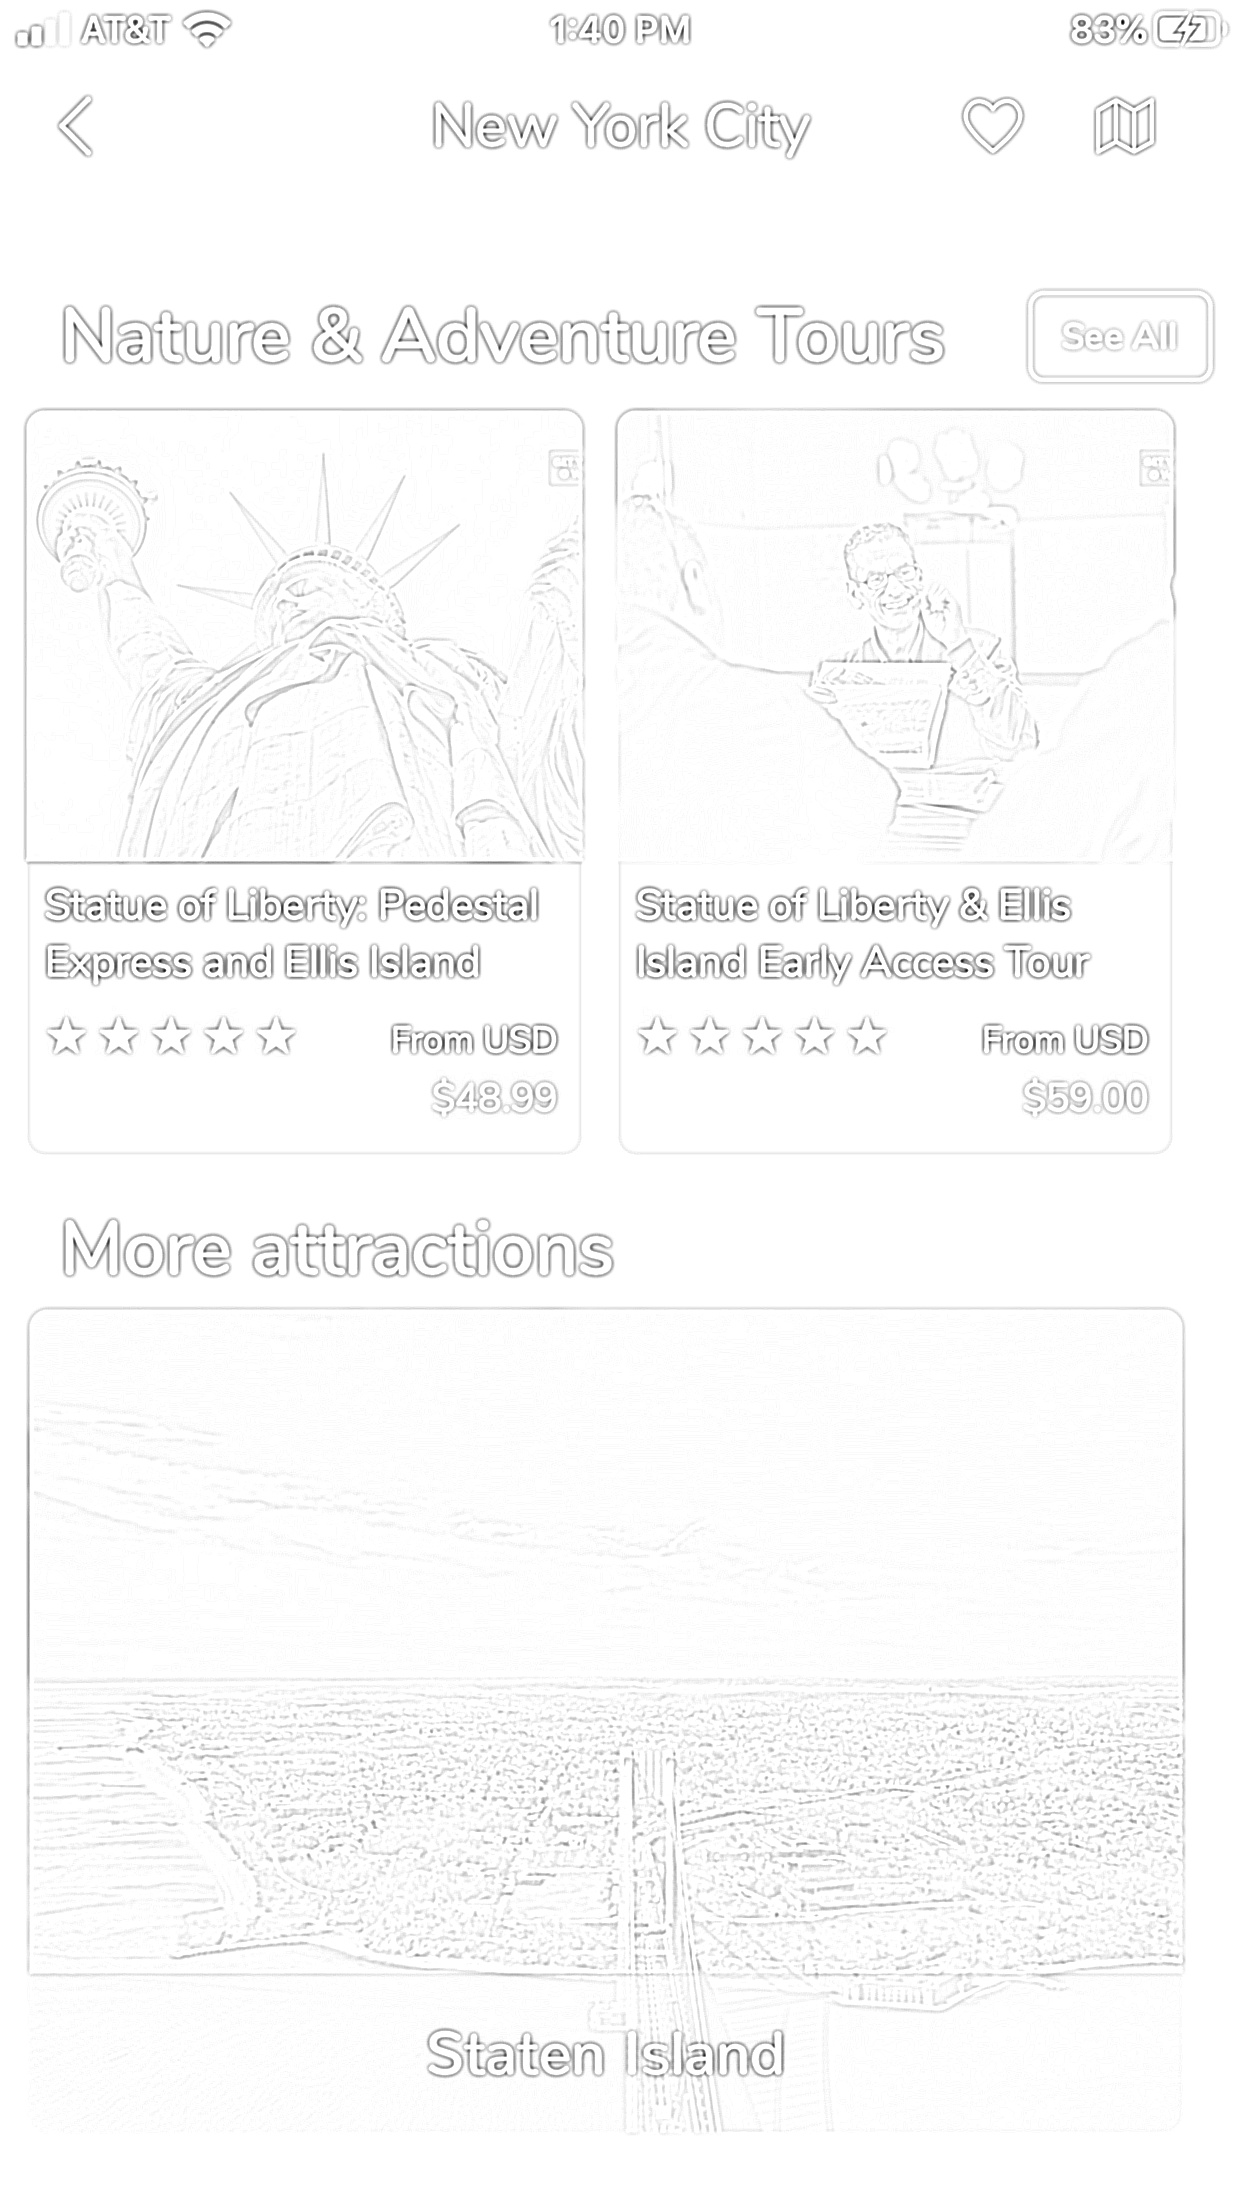 AT&T
1:40 PM
83%
New York City
Nature & Adventure Tours
See All
Statue of Liberty: Pedestal
Express and Ellis Island
From USD
$48.99
Statue of Liberty & Ellis
Island Early Access Tour
From USD
$59.00
More attractions
Staten Island